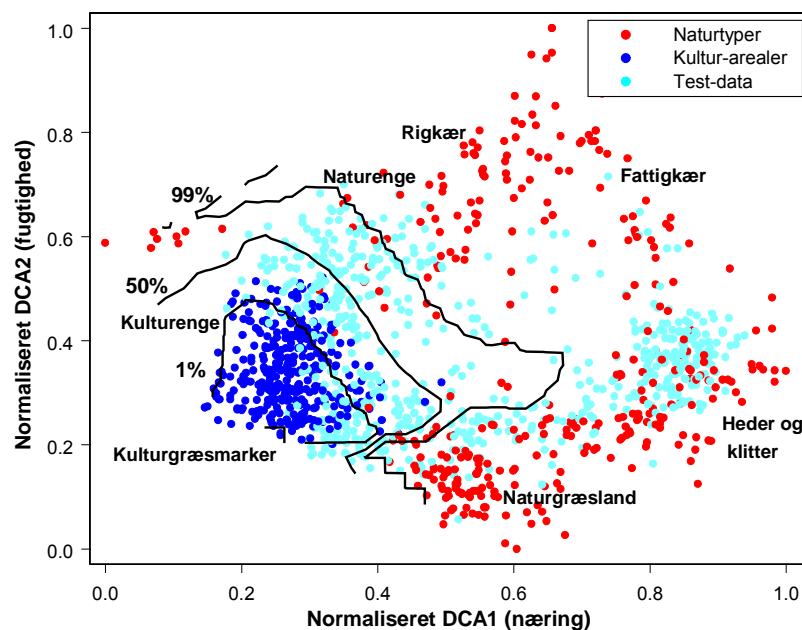 Naturtyper
Kultur-arealer
Test-data
Rigkær
Naturenge
Fattigkær
99%
50%
Kulturenge
1%
Kulturgræsmarker
Naturgræsland
Heder og
klitter
Normaliseret DCA2 (fugtighed)
1.0
0.8
0.6
0.4
0.2
0.0
0.0 0.2 0.4 0.6 0.8 1.0
Normaliseret DCA1 (næring)